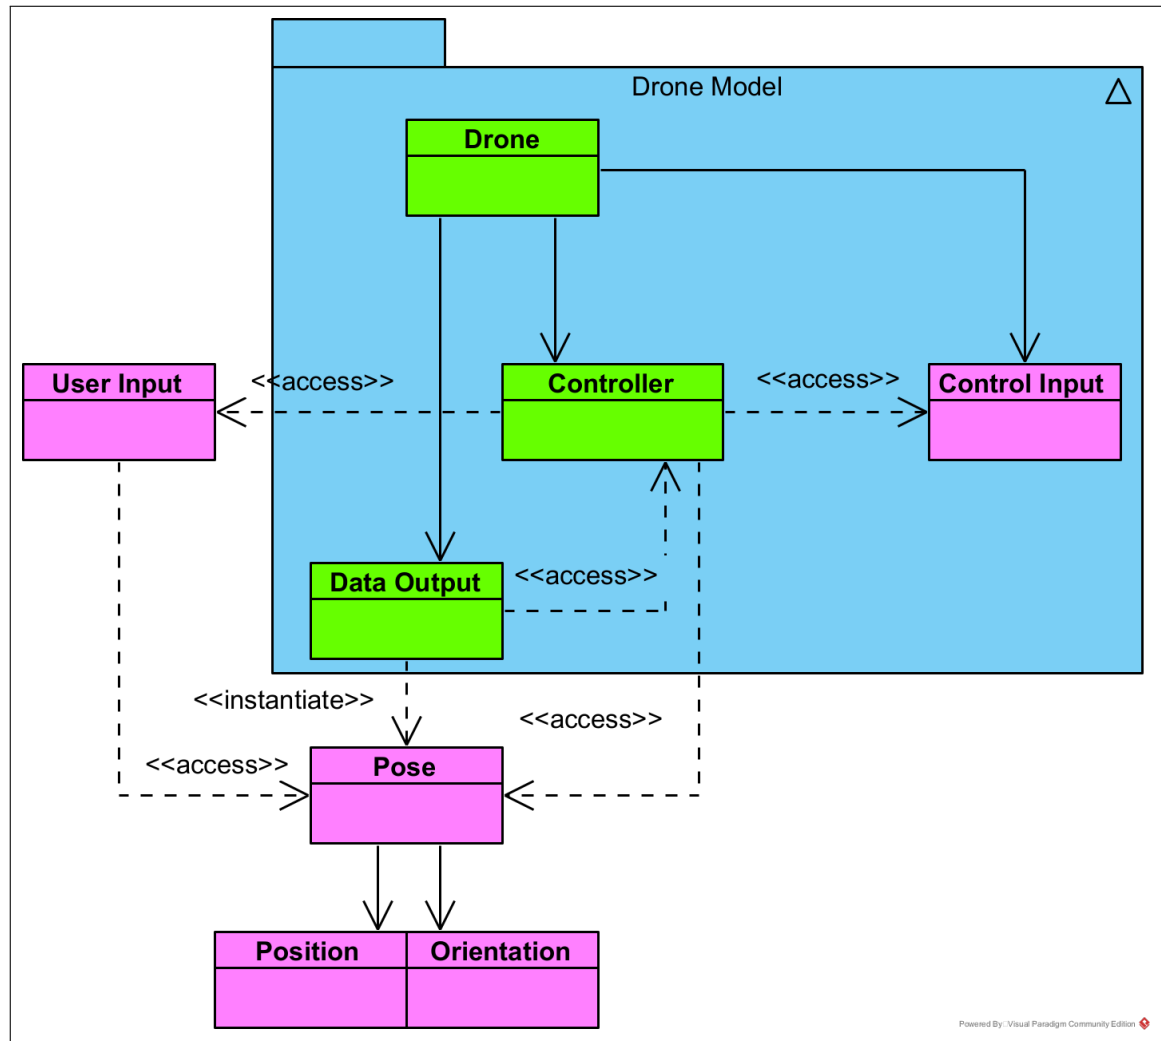 Drone Model
Drone
User Input
<<access>>
Controller
<<access>>
Control Input
Data Output
<<access>>
<<instantiate>>
<<access>>
<<access>>
Pose
Position
Orientation
Powered By Visual Paradigm Community Edition